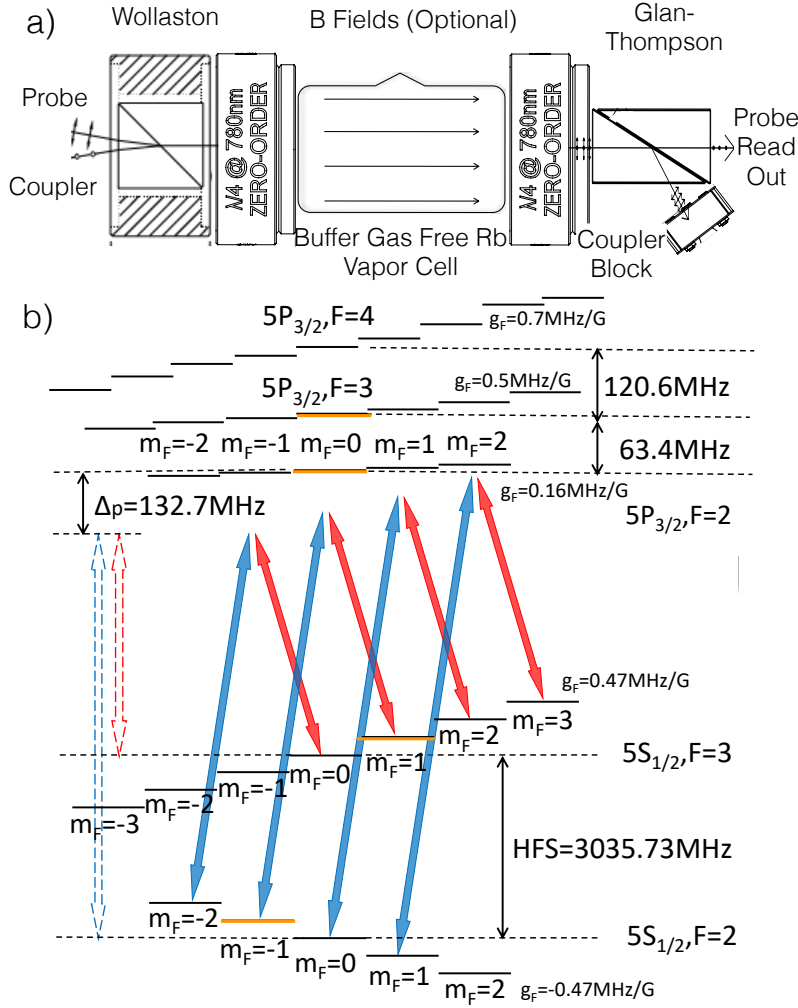 a)
Wollaston
B Fields (Optional)
Glan-
Thompson
Probe
Coupler
λ/4 @ 780nm
ZERO-ORDER
λ/4 @ 780nm
ZERO-ORDER
Probe
Read
Out
Buffer Gas Free Rb
Vapor Cell
Coupler
Block
b)
5P3/2,F=4
gF=0.7MHz/G
5P3/2,F=3
gF=0.5MHz/G
120.6MHz
mF=-2
mF=-1
mF=0
mF=1
mF=2
63.4MHz
Δp=132.7MHz
gF=0.16MHz/G
5P3/2,F=2
gF=0.47MHz/G
mF=3
mF=2
mF=1
mF=0
mF=-1
mF=-2
mF=-3
5S1/2,F=3
HFS=3035.73MHz
mF=-2
mF=-1
mF=0
mF=1
mF=2
5S1/2,F=2
gF=-0.47MHz/G